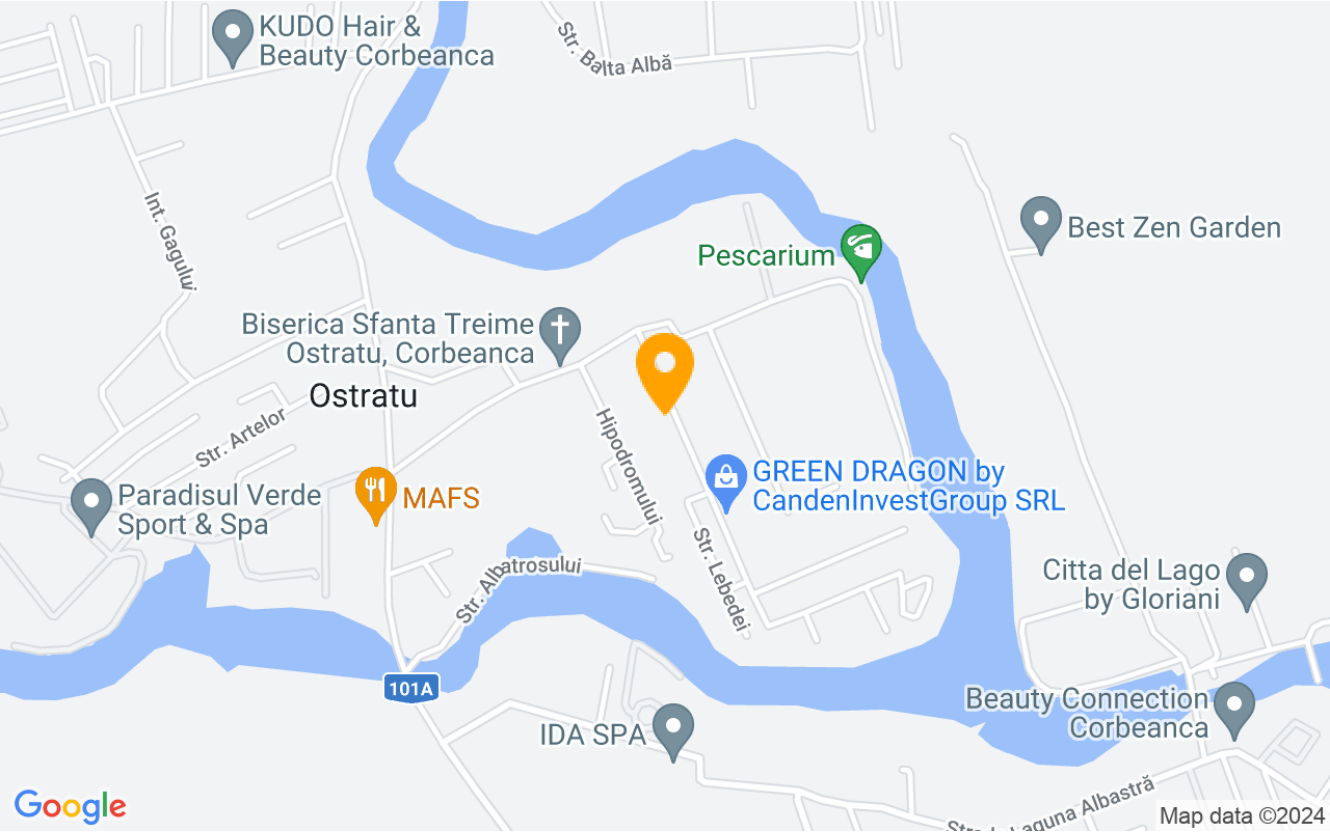 KUDO Hair &
Beauty Corbeanca
Str. Balta Albă
Int. Gagului
Best Zen Garden
Pescarium
Biserica Sfanta Treime
Ostratu, Corbeanca
Ostratu
Str. Artelor
Hipodromului
GREEN DRAGON by
CandenInvestGroup SRL
Paradisul Verde
Sport & Spa
MAFS
Str. Albatrosului
Str. Lebedei
Citta del Lago
by Gloriani
101A
Beauty Connection
Corbeanca
IDA SPA
Laguna Albastră
Google
Map data ©2024